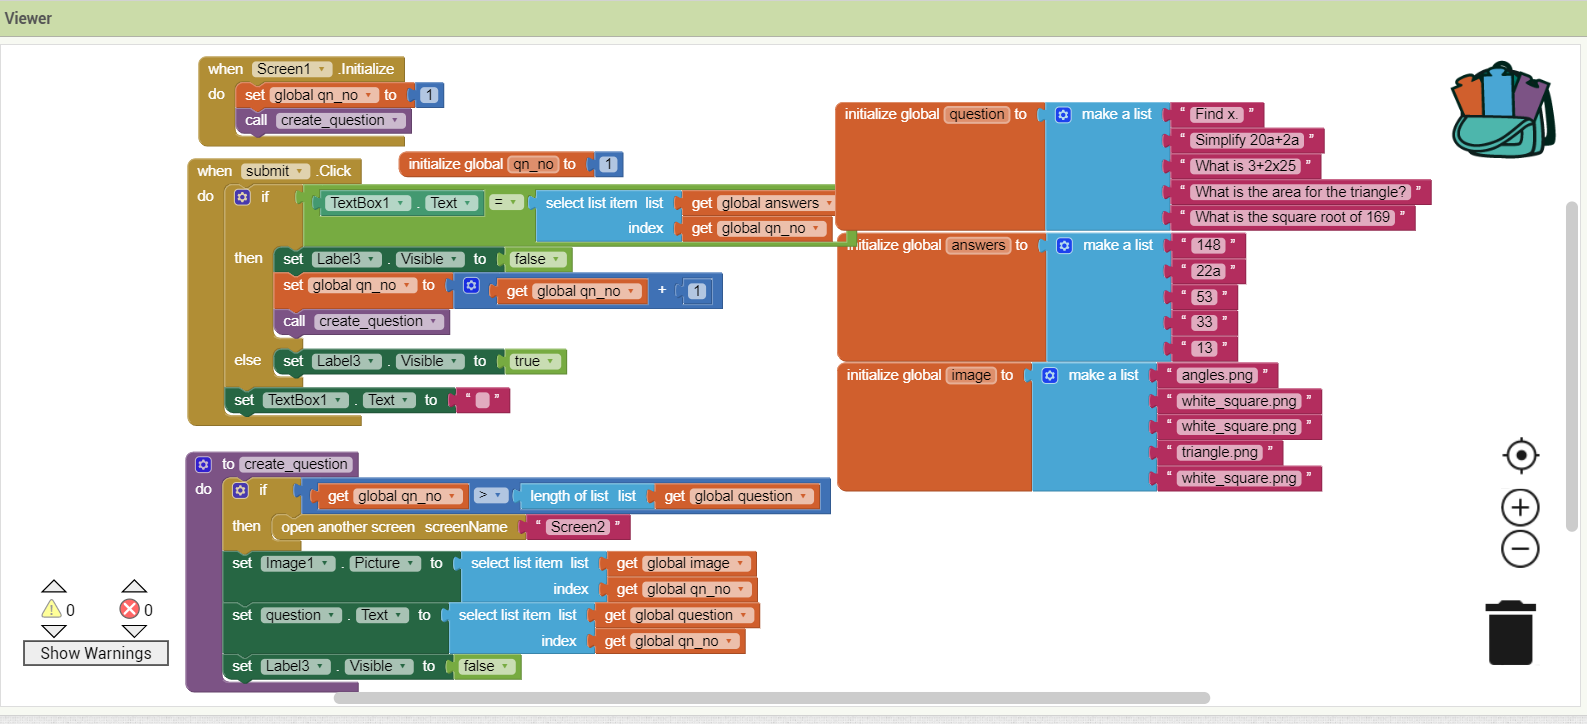 Viewer
when Screen1 .Initialize
do set global qn_no to 1
call create_question
initialize global qn_no to 1
when submit .Click
do if TextBox1 . Text = select list item list get global answers
index get global qn_no
then set Label3 . Visible to false
set global qn_no to get global qn_no + 1
call create_question
else set Label3 . Visible to true
set TextBox1 . Text to " "
to create_question
do if get global qn_no > length of list list get global question
then open another screen screenName " Screen2 "
set Image1 . Picture to select list item list get global image
index get global qn_no
set question . Text to select list item list get global question
index get global qn_no
set Label3 . Visible to false
initialize global question to make a list " Find x. "
" Simplify 20a+2a "
" What is 3+2x25 "
" What is the area for the triangle? "
" What is the square root of 169 "
initialize global answers to make a list " 148 "
" 22a "
" 53 "
" 33 "
" 13 "
initialize global image to make a list " angles.png "
" white_square.png "
" white_square.png "
" triangle.png "
" white_square.png "
0 0
Show Warnings